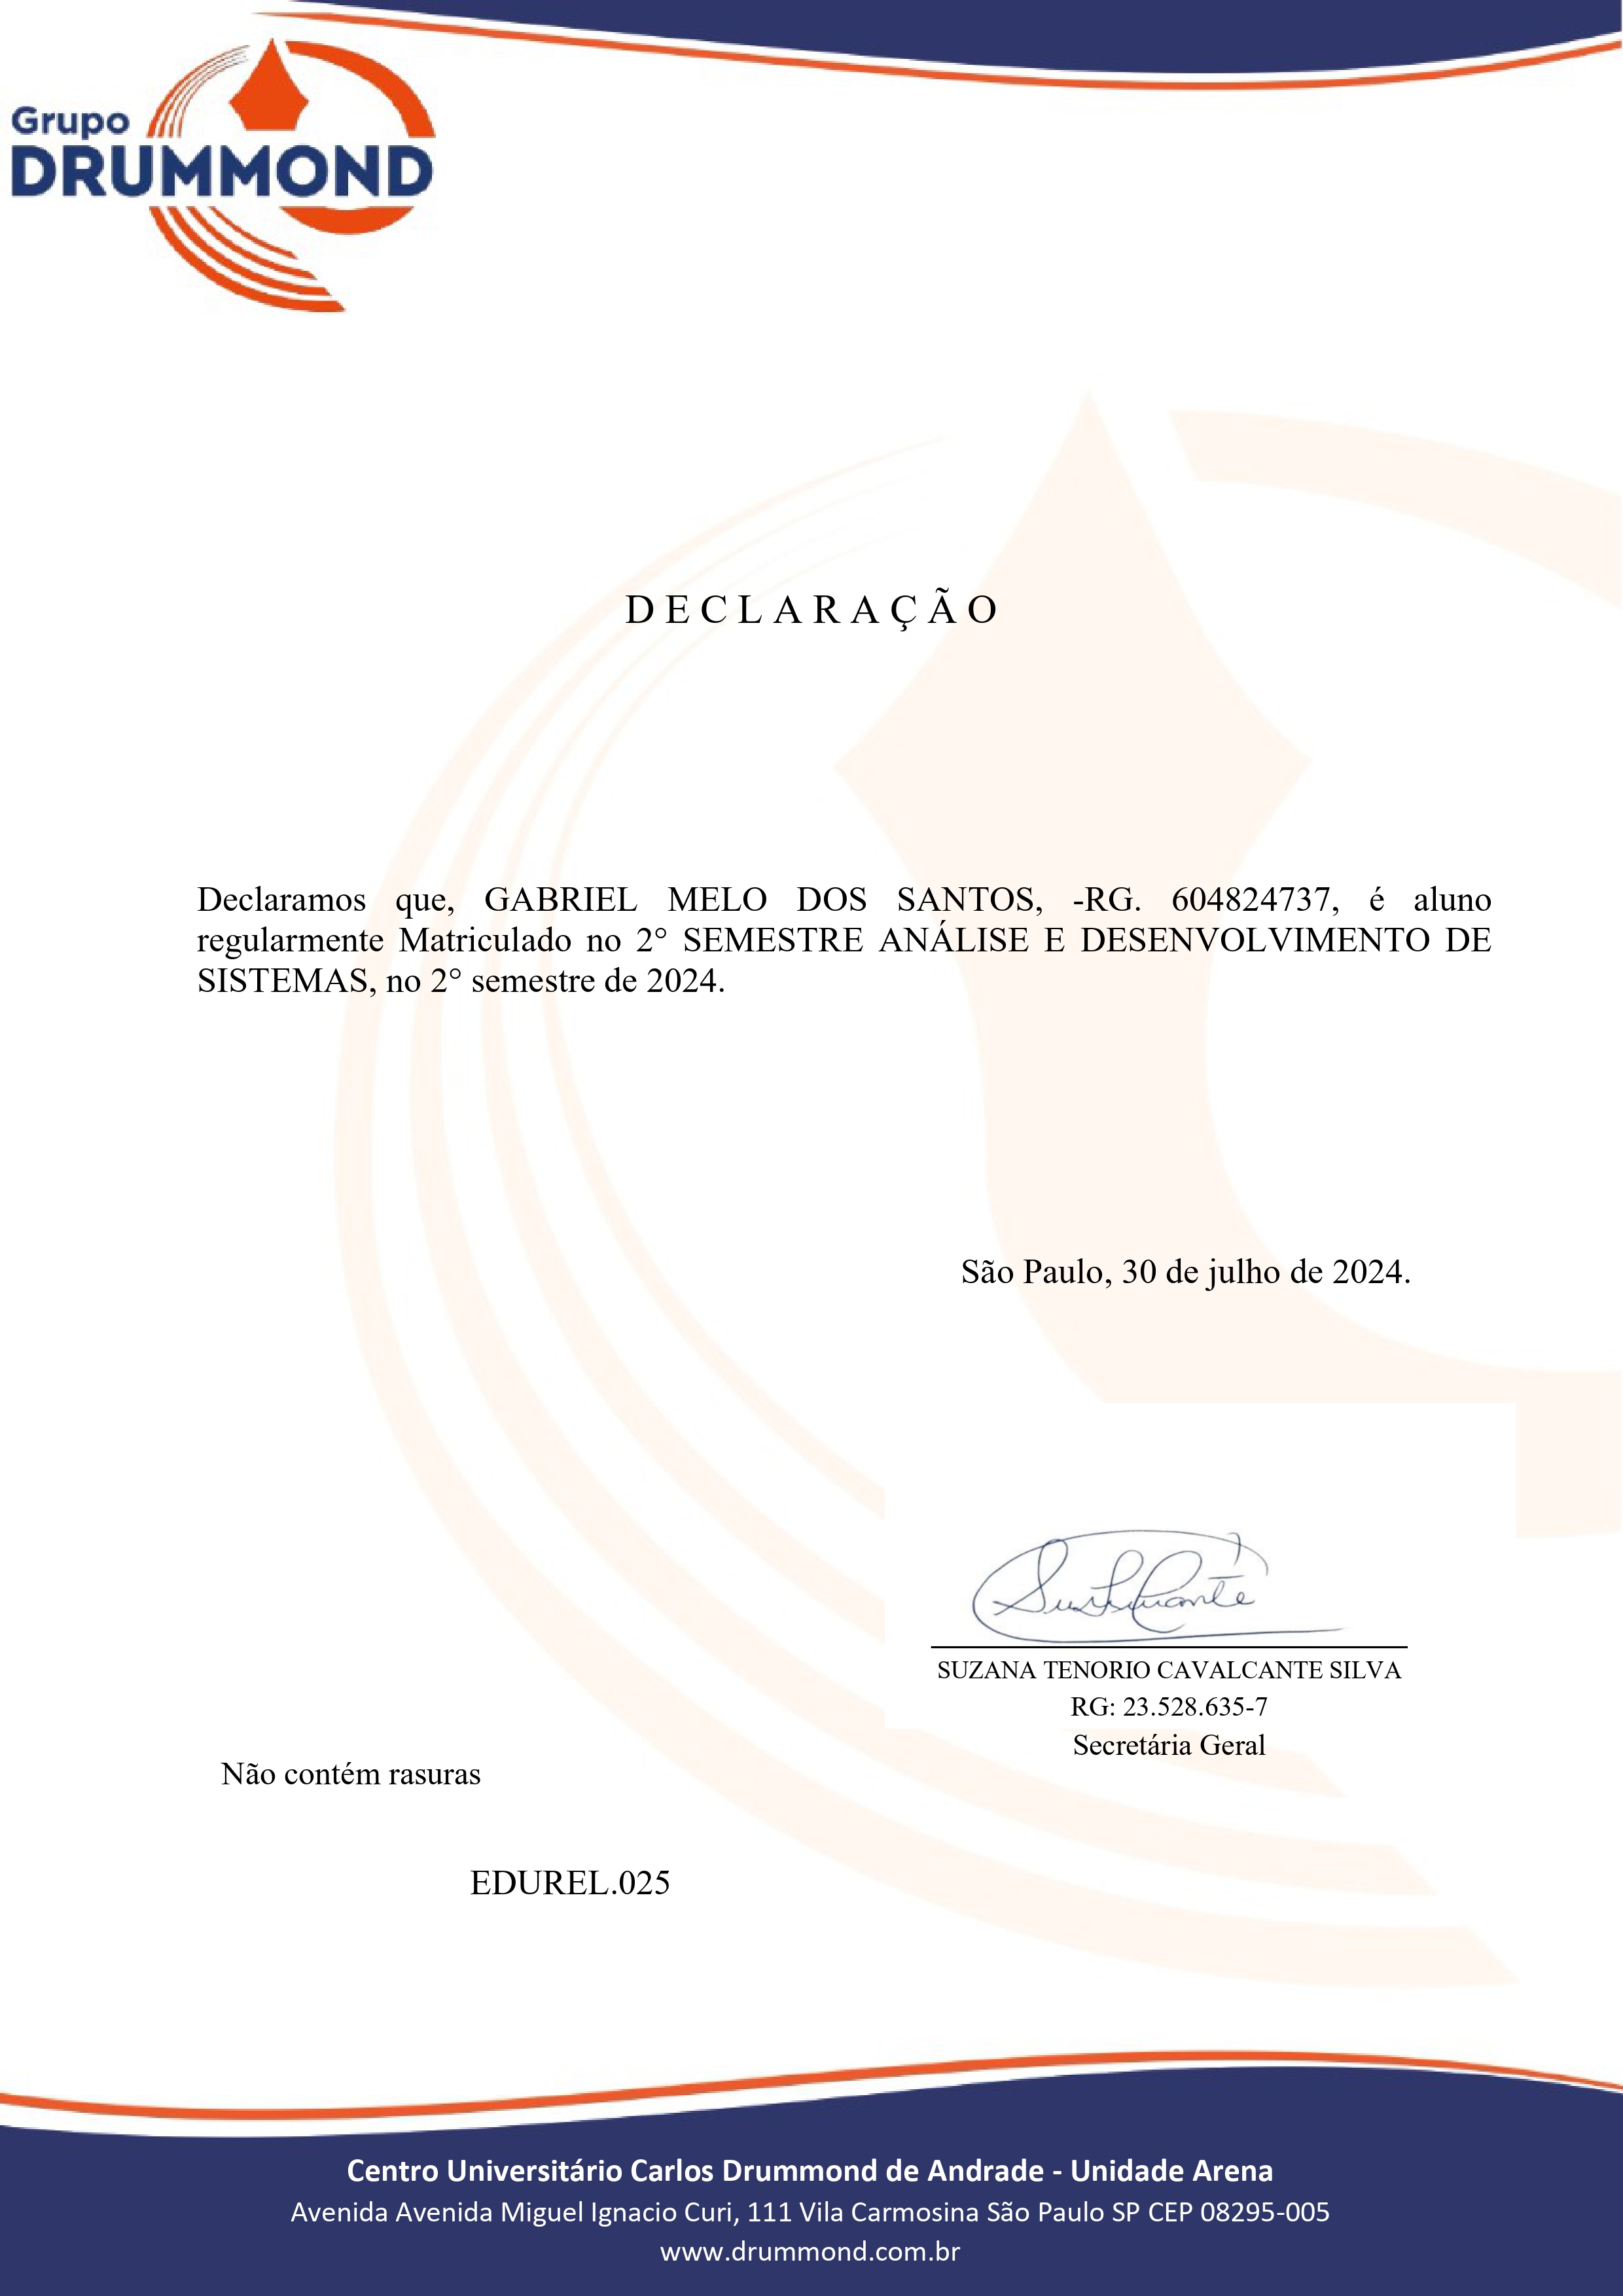 Grupo
DRUMMOND
DECLARAÇÃO
Declaramos que, GABRIEL MELO DOS SANTOS, -RG. 604824737, é aluno
regularmente Matriculado no 2° SEMESTRE ANÁLISE E DESENVOLVIMENTO DE
SISTEMAS, no 2° semestre de 2024.
São Paulo, 30 de julho de 2024.
SUZANA TENORIO CAVALCANTE SILVA
RG: 23.528.635-7
Secretária Geral
Não contém rasuras
EDUREL.025
Centro Universitário Carlos Drummond de Andrade - Unidade Arena
Avenida Avenida Miguel Ignacio Curi, 111 Vila Carmosina São Paulo SP CEP 08295-005
www.drummond.com.br